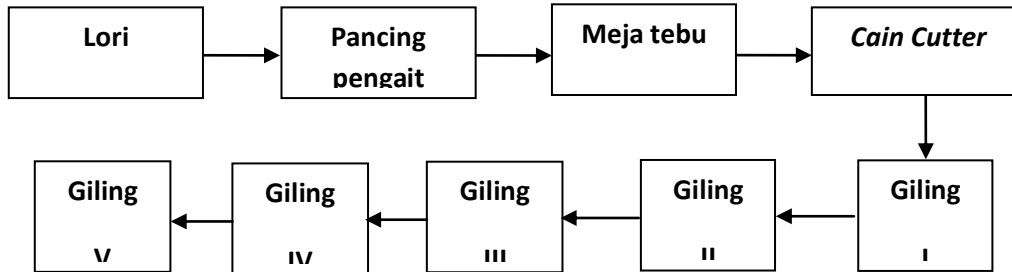 Lori
Pancing
pengait
Meja tebu
Cain Cutter
Giling
V
Giling
IV
Giling
III
Giling
II
Giling
I